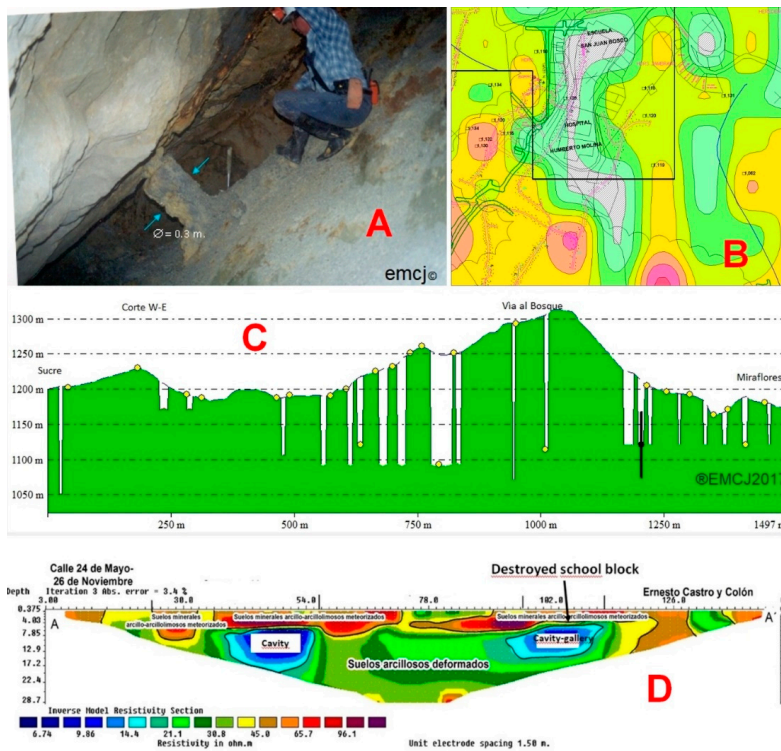 Ø = 0.3 m.
A
emcj©
ESCUELA
SAN JUAN BOSCO
HOSPITAL
HUMBERTO MOLINA
B
Corte W-E
C
Vìa al Bosque
Sucre
Miraflores
1300 m
1250 m
1200 m
1150 m
1100 m
1050 m
®EMCJ2017
250 m
500 m
750 m
1000 m
1250 m
1497 m
Calle 24 de Mayo-
26 de Noviembre
Destroyed school block
Ernesto Castro y Colón
Depth Iteration 3 Abs. error = 3.4 %
3.00 30.0 54.0 78.0 102.0 126.0
0.375
4.03
7.85
12.9
17.2
22.4
28.7
A
A'
Suelos minerales
arcillo-arcillolimosos meteorizados
Suelos minerales arcillo-arcillolimosos meteorizados
Suelos minerales arcillo-arcillolimosos meteorizados
Cavity
Cavity-gallery
Suelos arcillosos deformados
D
Inverse Model Resistivity Section
6.74 9.86 14.4 21.1 30.8 45.0 65.7 96.1
Resistivity in ohm.m
Unit electrode spacing 1.50 m.